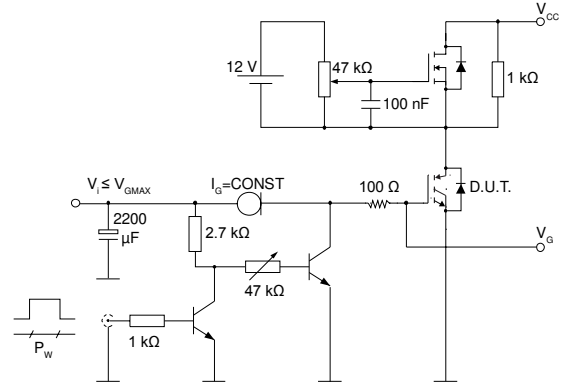 V_CC
12 V
47 kΩ
1 kΩ
100 nF
V_i ≤ V_GMAX
I_G=CONST
100 Ω
D.U.T.
2200
μF
2.7 kΩ
V_G
47 kΩ
1 kΩ
P_W